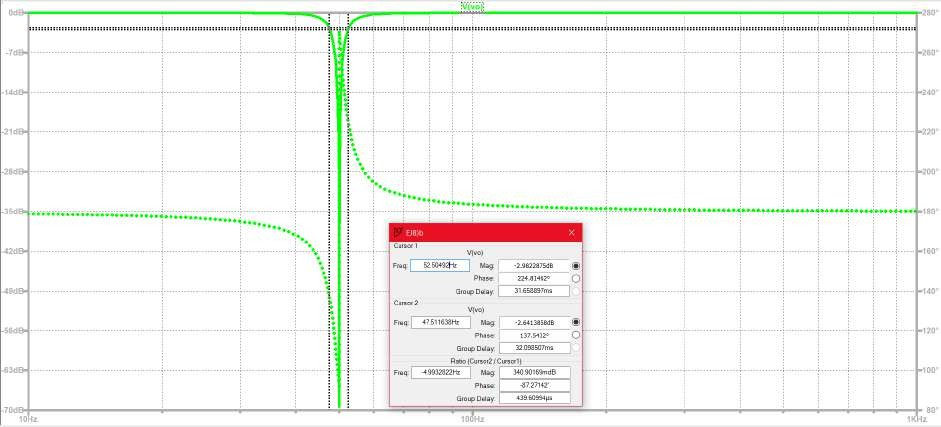 V(vo)
0dB
-7dB
-14dB
-21dB
-28dB
-35dB
-42dB
-49dB
-56dB
-63dB
-70dB
280°
260°
240°
220°
200°
180°
160°
140°
120°
100°
80°
10Hz
100Hz
1KHz
Cursor 1
V(vo)
Freq: 52.50492Hz Mag: -2.9822875dB
Phase: 224.81462°
Group Delay: 31.658897ms
Cursor 2
V(vo)
Freq: 47.511638Hz Mag: -2.6413858dB
Phase: 137.5432°
Group Delay: 32.098507ms
Ratio (Cursor2 / Cursor1)
Freq: -4.9932822Hz Mag: 340.90169mdB
Phase: -87.27142°
Group Delay: 439.60994µs